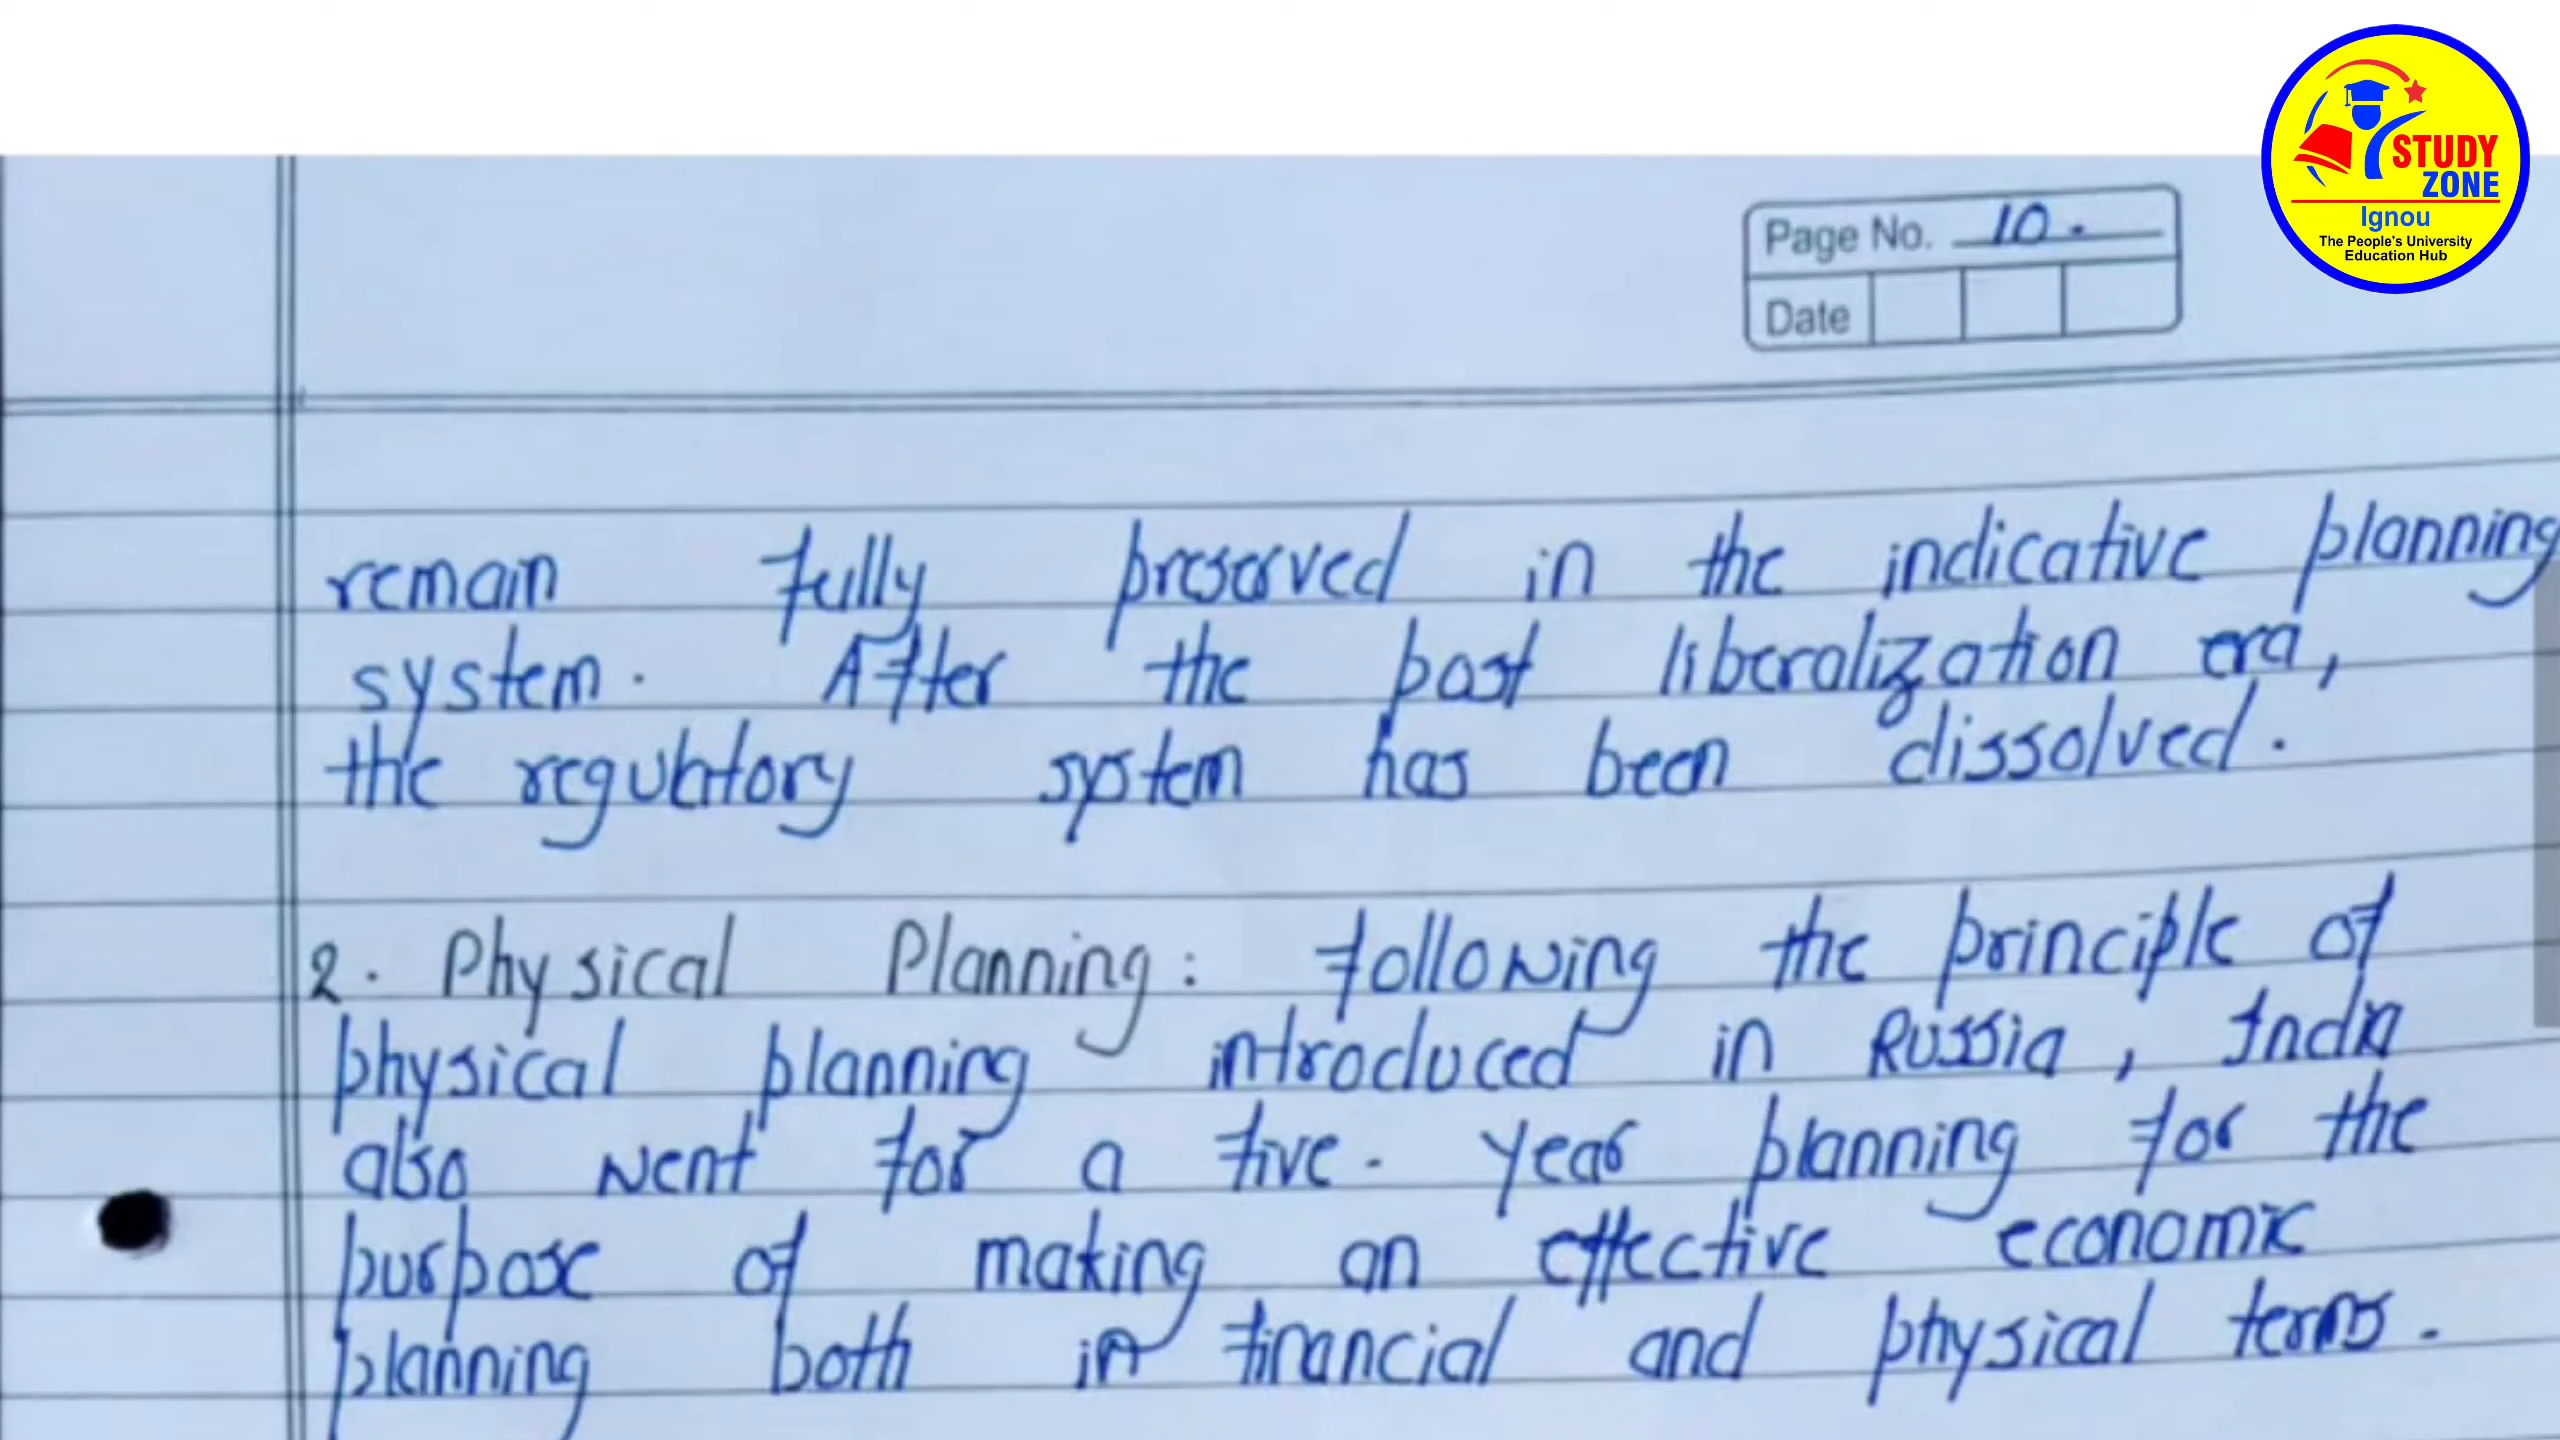 STUDY
ZONE
Ignou
The People's University
Education Hub
Page No. 10.
Date
remain fully preserved in the indicative planning
system. After the post liberalization era,
the regulatory system has been dissolved.
2. Physical Planning: following the principle of
physical planning introduced in Russia, India
also went for a five-year planning for the
purpose of making an effective economic
planning both in financial and physical terms.